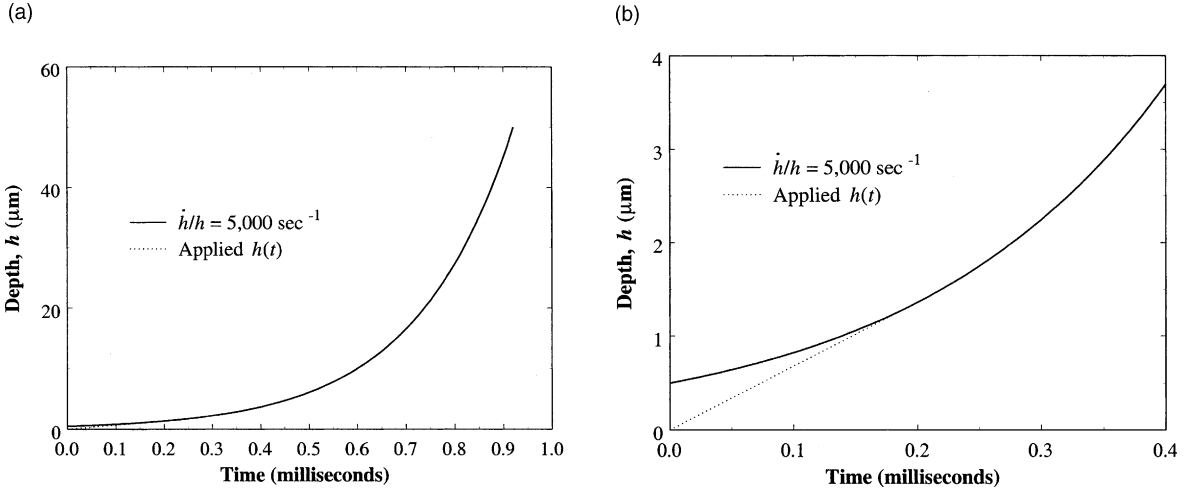 (a)
60
40
20
0
Depth, h (μm)
ḣ/h = 5,000 sec⁻¹
Applied h(t)
0.0 0.1 0.2 0.3 0.4 0.5 0.6 0.7 0.8 0.9 1.0
Time (milliseconds)
(b)
4
3
2
1
0
Depth, h (μm)
ḣ/h = 5,000 sec⁻¹
Applied h(t)
0.0 0.1 0.2 0.3 0.4
Time (milliseconds)